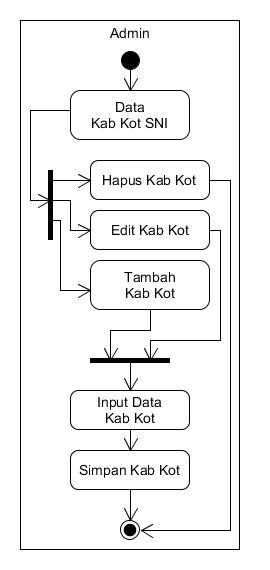 Admin
Data
Kab Kot SNI
Hapus Kab Kot
Edit Kab Kot
Tambah
Kab Kot
Input Data
Kab Kot
Simpan Kab Kot